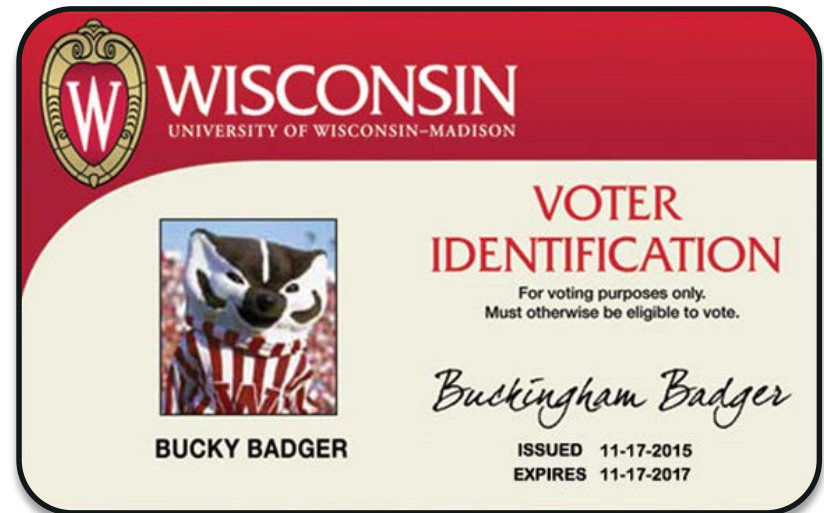 W
WISCONSIN
UNIVERSITY OF WISCONSIN–MADISON
VOTER
IDENTIFICATION
For voting purposes only.
Must otherwise be eligible to vote.
Buckingham Badger
BUCKY BADGER
ISSUED 11-17-2015
EXPIRES 11-17-2017
W